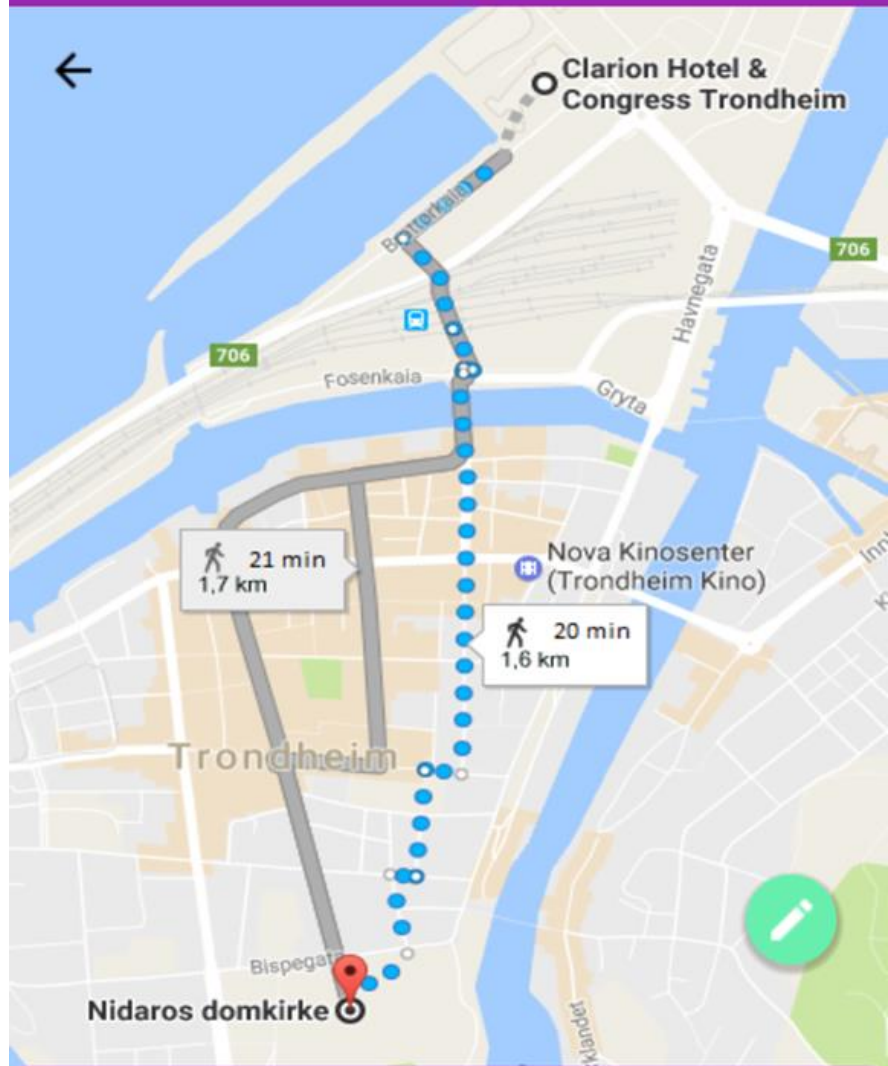 Clarion Hotel &
Congress Trondheim
Brattørkaia
706
Havnegata
706
Fosenkaia
Gryta
21 min
1,7 km
Nova Kinosenter
(Trondheim Kino)
20 min
1,6 km
Trondheim
Bispegata
Nidaros domkirke